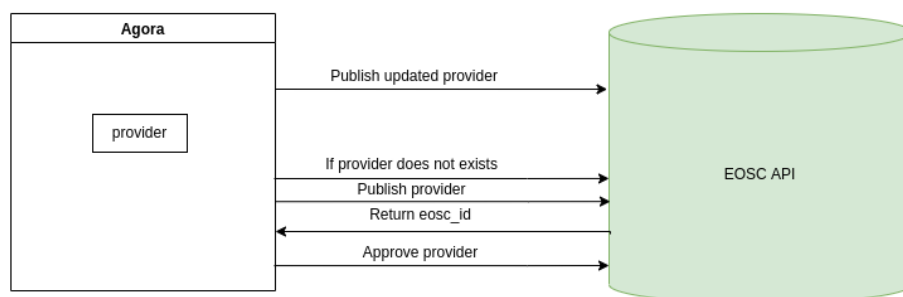 Agora
Publish updated provider
provider
If provider does not exists
EOSC API
Publish provider
Return eosc_id
Approve provider